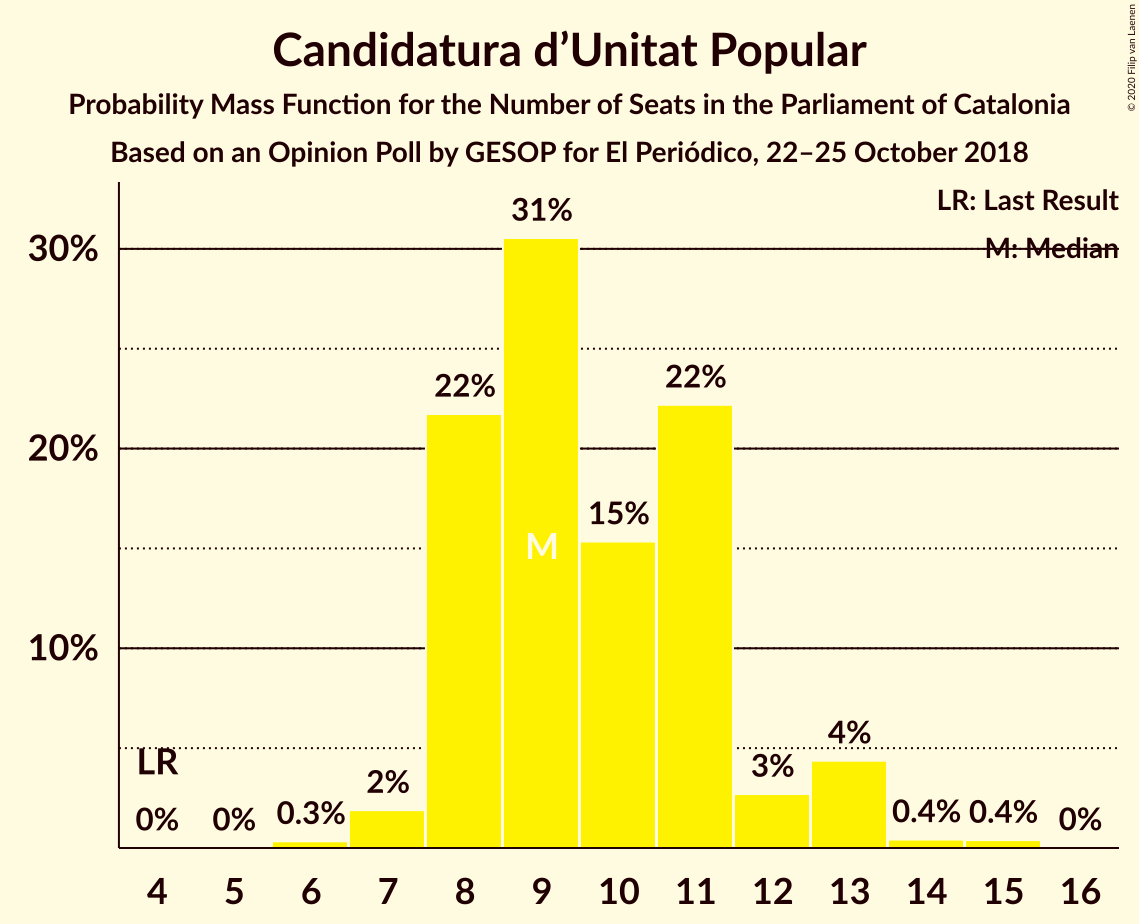 Candidatura d’Unitat Popular
Probability Mass Function for the Number of Seats in the Parliament of Catalonia
Based on an Opinion Poll by GESOP for El Periódico, 22–25 October 2018
© 2020 Filip van Laenen
LR: Last Result
M: Median
30%
20%
10%
LR
M
0%
0%
0.3%
2%
22%
31%
15%
22%
3%
4%
0.4%
0.4%
0%
4 5 6 7 8 9 10 11 12 13 14 15 16